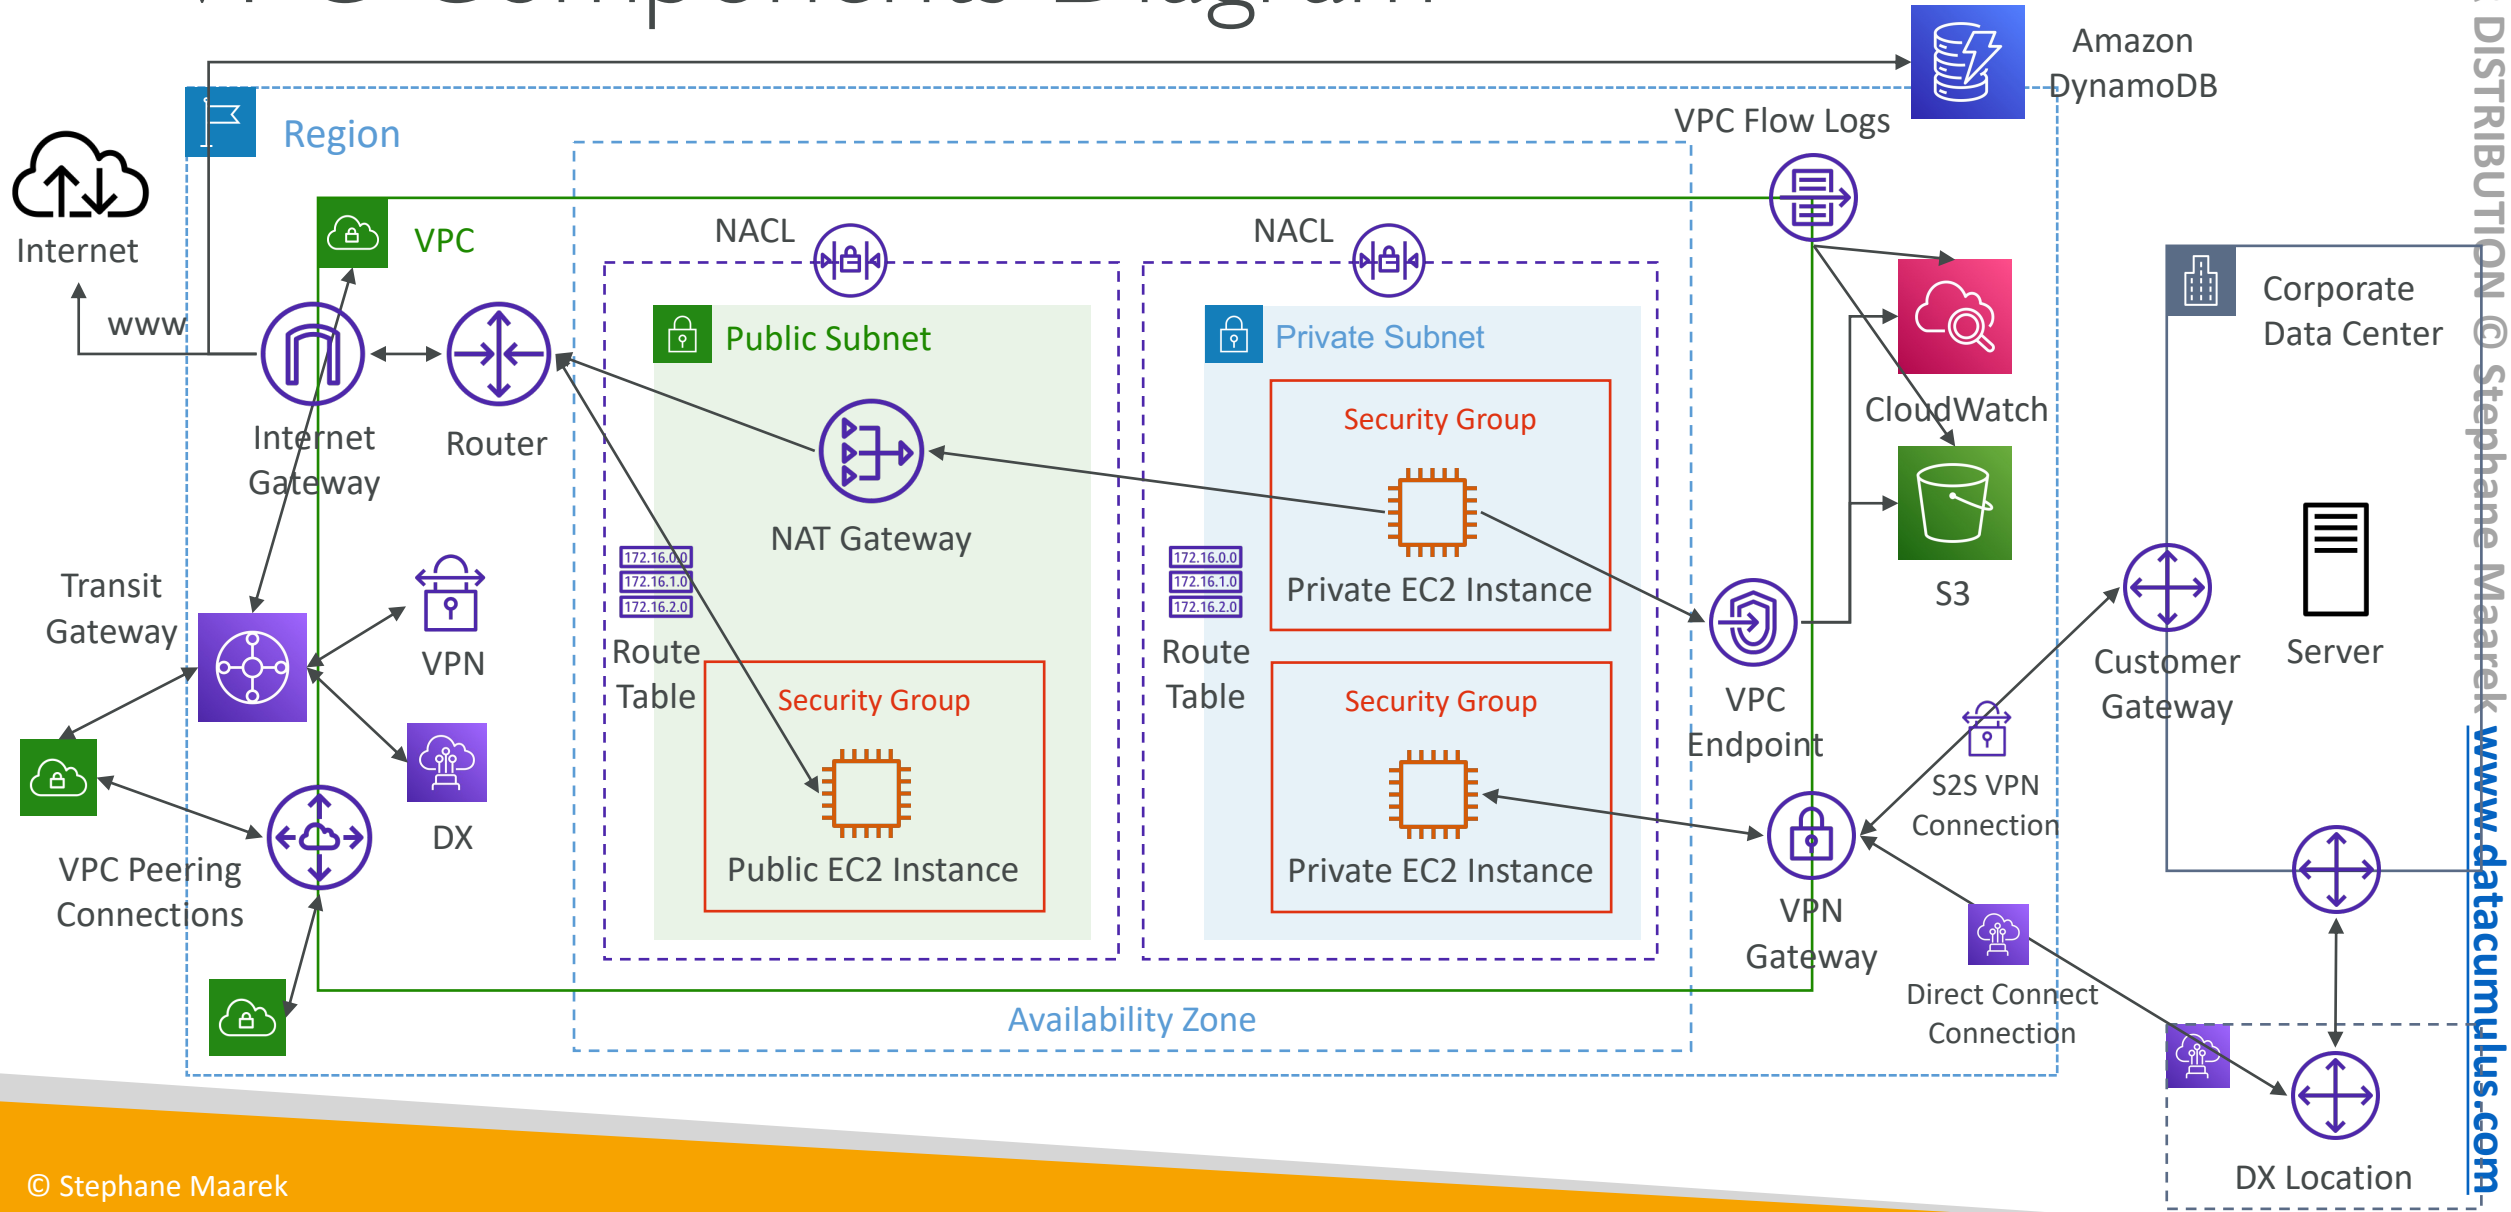 VPC Components Diagram
Amazon
DynamoDB
Region
VPC Flow Logs
Internet
www
VPC
NACL
NACL
Corporate
Data Center
Public Subnet
Private Subnet
Internet
Gateway
Router
NAT Gateway
Security Group
Private EC2 Instance
CloudWatch
S3
172.16.0.0
172.16.1.0
172.16.2.0
Route
Table
172.16.0.0
172.16.1.0
172.16.2.0
Route
Table
Transit
Gateway
VPN
DX
VPC Peering
Connections
Security Group
Public EC2 Instance
Security Group
Private EC2 Instance
VPC
Endpoint
VPN
Gateway
Customer
Gateway
Server
S2S VPN
Connection
Direct Connect
Connection
Availability Zone
DX Location
© Stephane Maarek
DISTRIBUTION © Stephane Maarek www.datacumulus.com